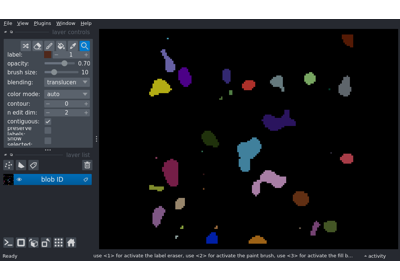 File View Plugins Window Help
layer controls
label: 1
opacity: 0.70
brush size: 10
blending: translucen
color mode: auto
contour: 0
n edit dim: 2
contiguous:
preserve
labels:
show
selected:
layer list
blob ID
Ready
use <1> for activate the label eraser, use <2> for activate the paint brush, use <3> for activate the fill b...
activity